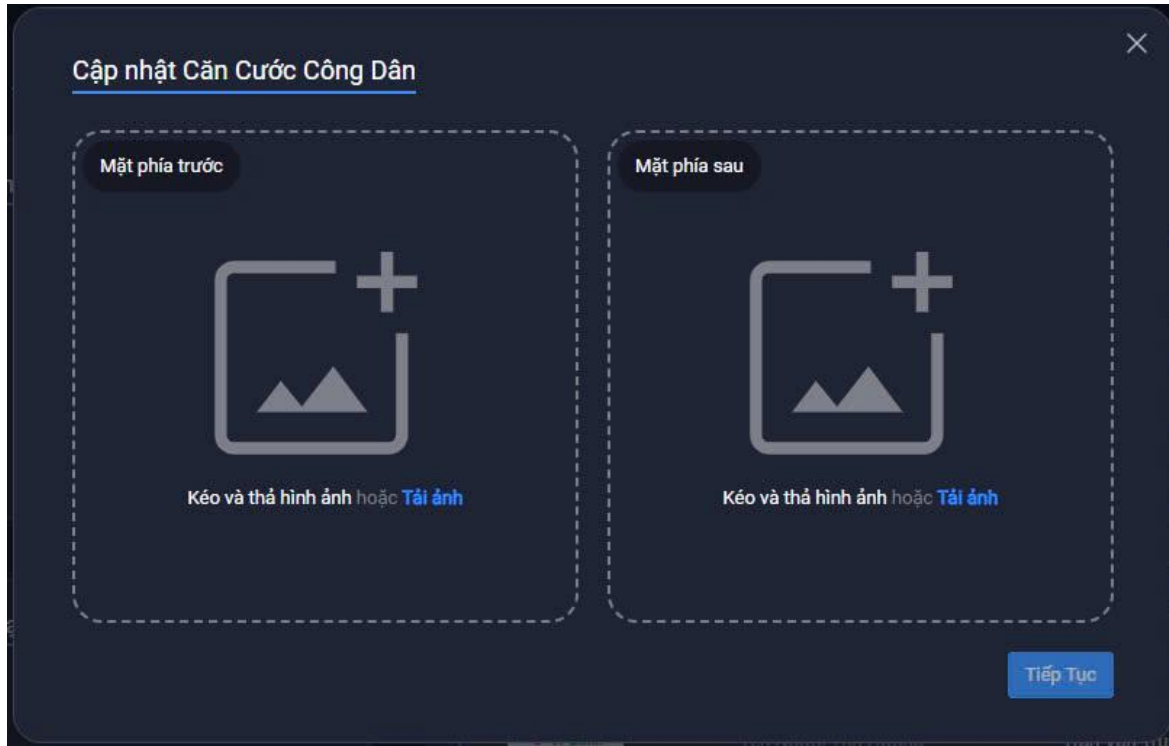 Cập nhật Căn Cước Công Dân
Mặt phía trước
Kéo và thả hình ảnh hoặc Tải ảnh
Mặt phía sau
Kéo và thả hình ảnh hoặc Tải ảnh
Tiếp Tục